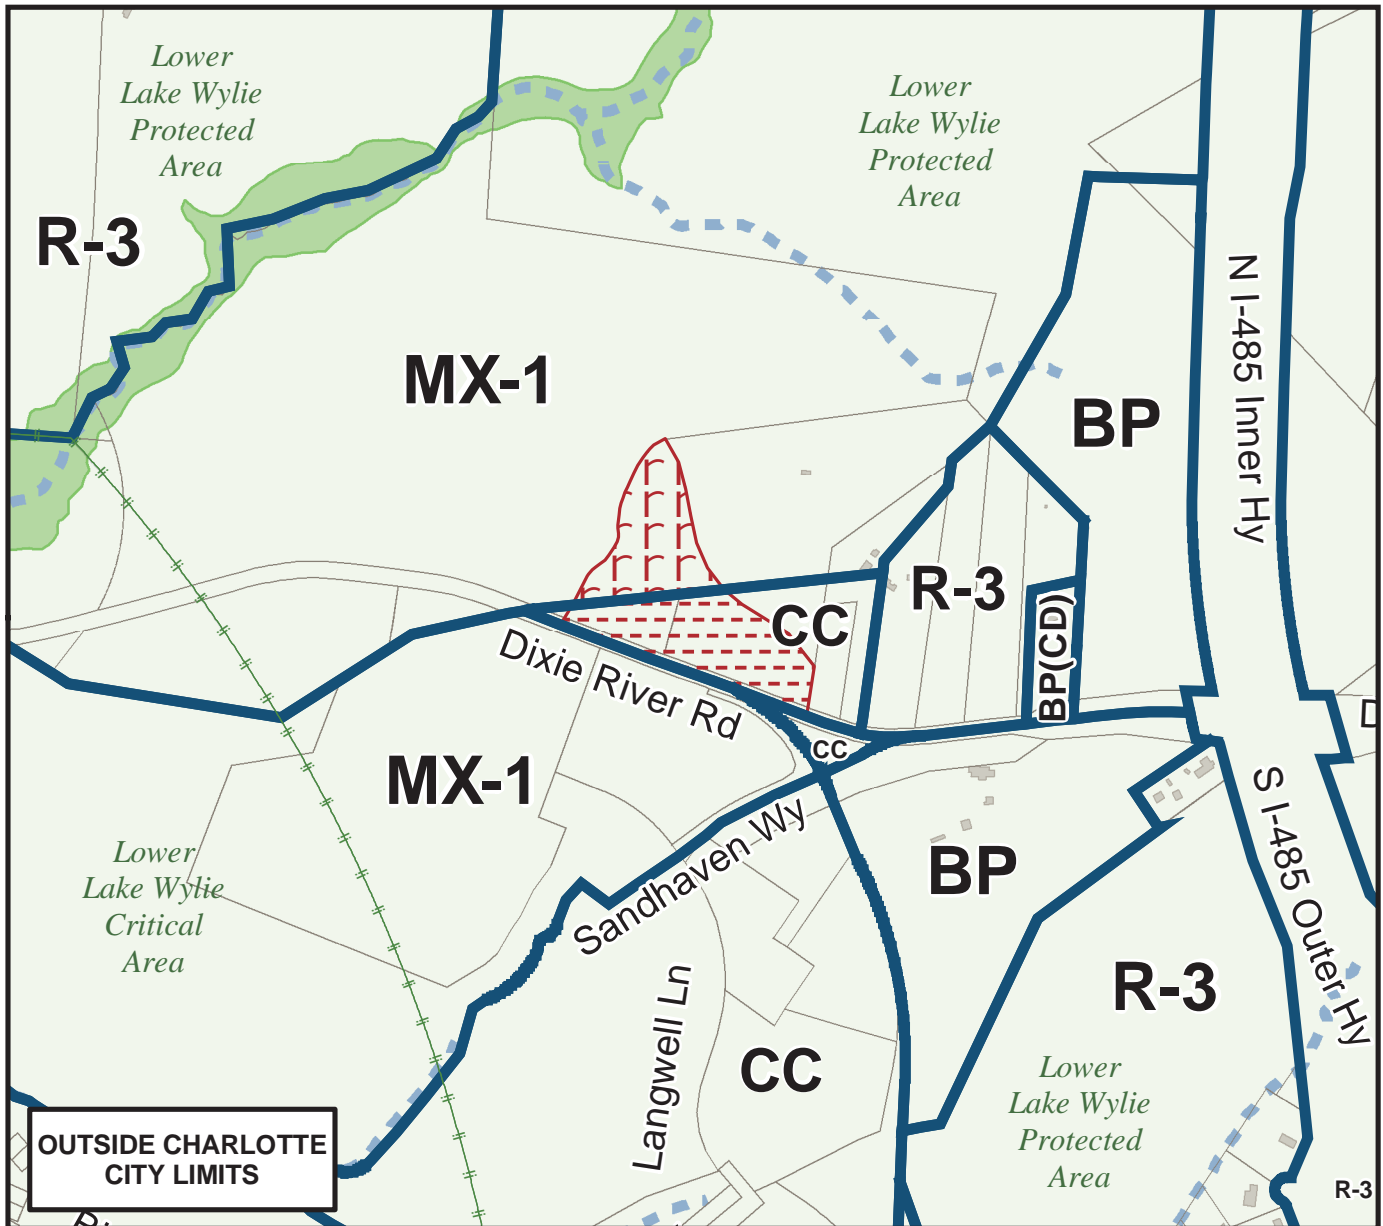 Lower
Lake Wylie
Protected
Area
Lower
Lake Wylie
Protected
Area
R-3
N I-485 Inner Hy
MX-1
BP
R-3
CC
BP(CD)
Dixie River Rd
CC
MX-1
S I-485 Outer Hy
Sandhaven Wy
BP
Lower
Lake Wylie
Critical
Area
R-3
Langwell Ln
CC
Lower
Lake Wylie
Protected
Area
OUTSIDE CHARLOTTE
CITY LIMITS
R-3